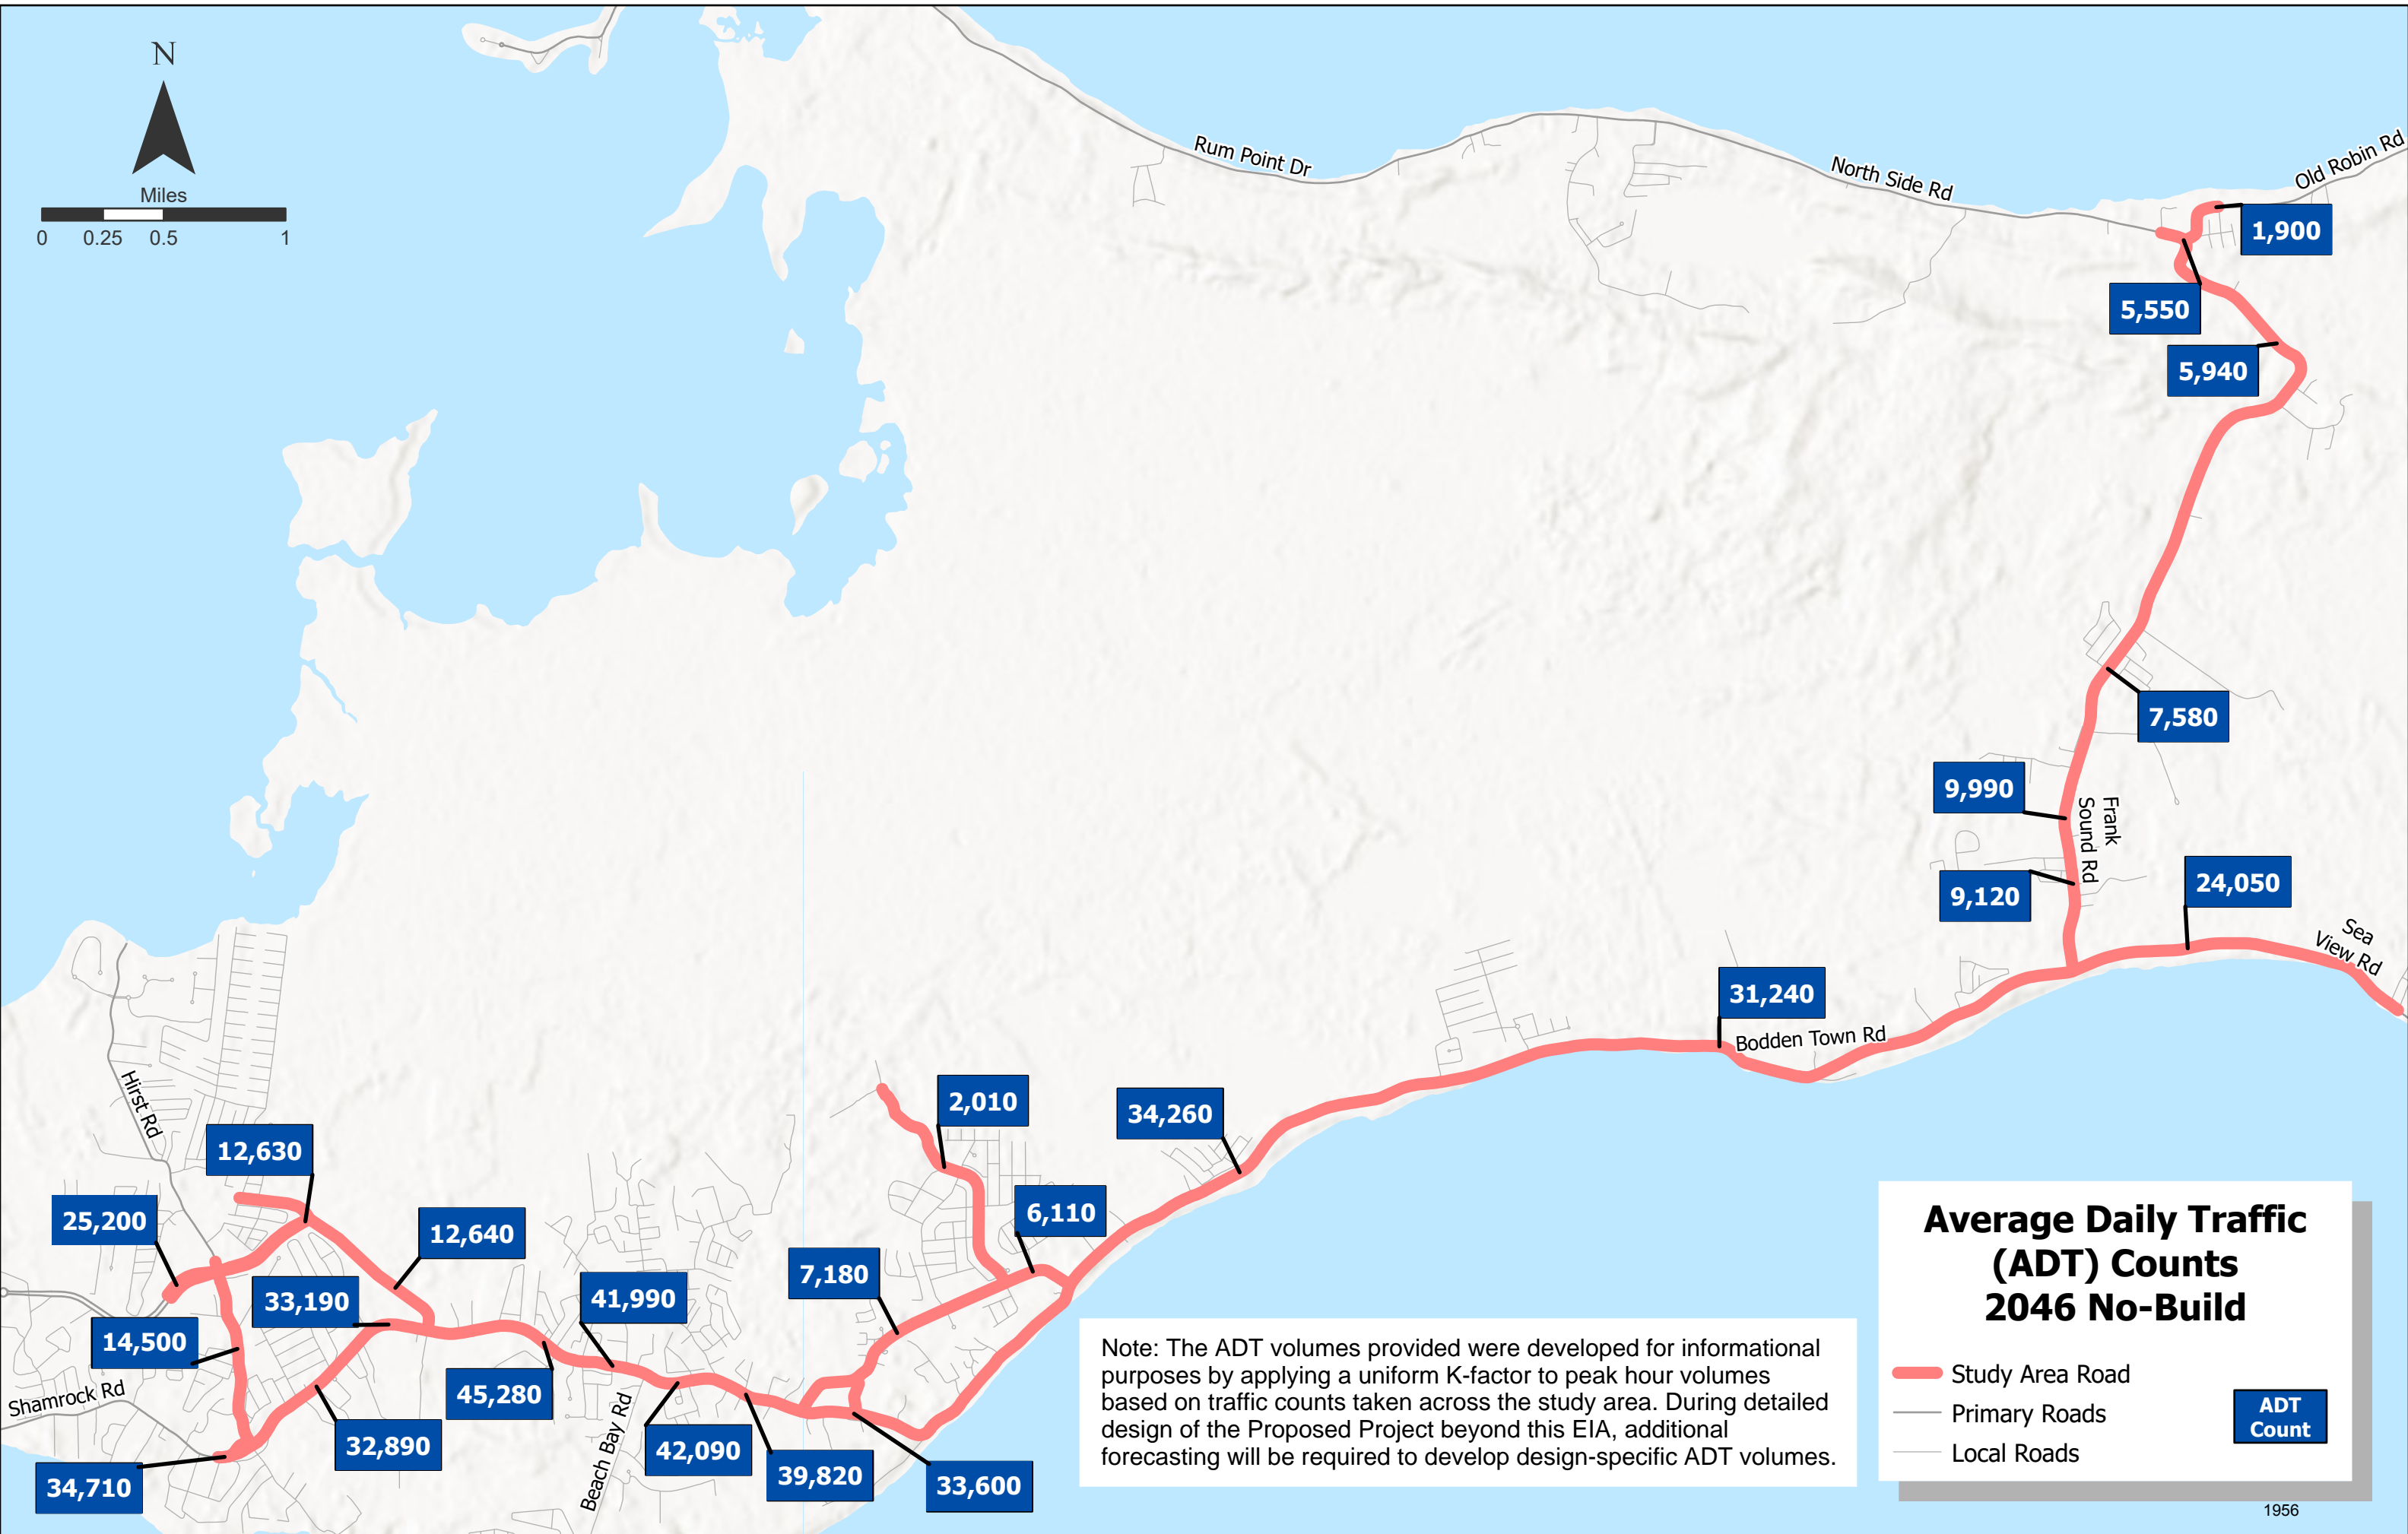 N
Miles
0 0.25 0.5 1
Rum Point Dr
North Side Rd
Old Robin Rd
1,900
5,550
5,940
7,580
9,990
Frank
Sound Rd
9,120
24,050
Sea
View Rd
31,240
Bodden Town Rd
Hirst Rd
2,010
34,260
12,630
25,200
6,110
12,640
7,180
33,190
41,990
14,500
Shamrock Rd
45,280
Beach Bay Rd
32,890
42,090
39,820
33,600
34,710
Note: The ADT volumes provided were developed for informational
purposes by applying a uniform K-factor to peak hour volumes
based on traffic counts taken across the study area. During detailed
design of the Proposed Project beyond this EIA, additional
forecasting will be required to develop design-specific ADT volumes.
Average Daily Traffic
(ADT) Counts
2046 No-Build
Study Area Road
Primary Roads
Local Roads
ADT
Count
1956